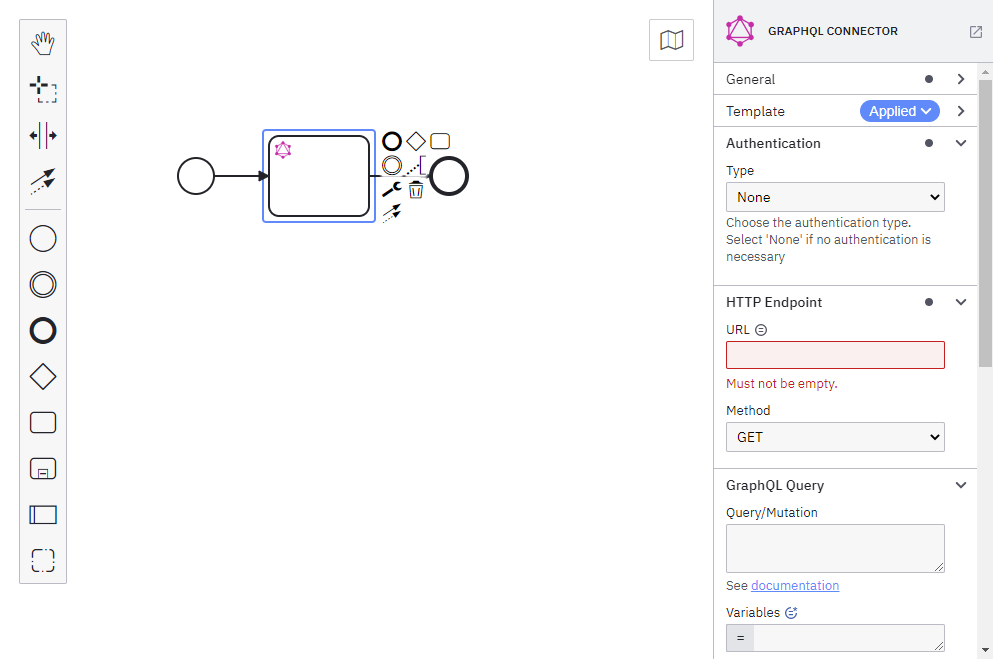 GRAPHQL CONNECTOR
General
Template
Applied
Authentication
Type
None
Choose the authentication type.
Select 'None' if no authentication is
necessary
HTTP Endpoint
URL
Must not be empty.
Method
GET
GraphQL Query
Query/Mutation
See documentation
Variables
=